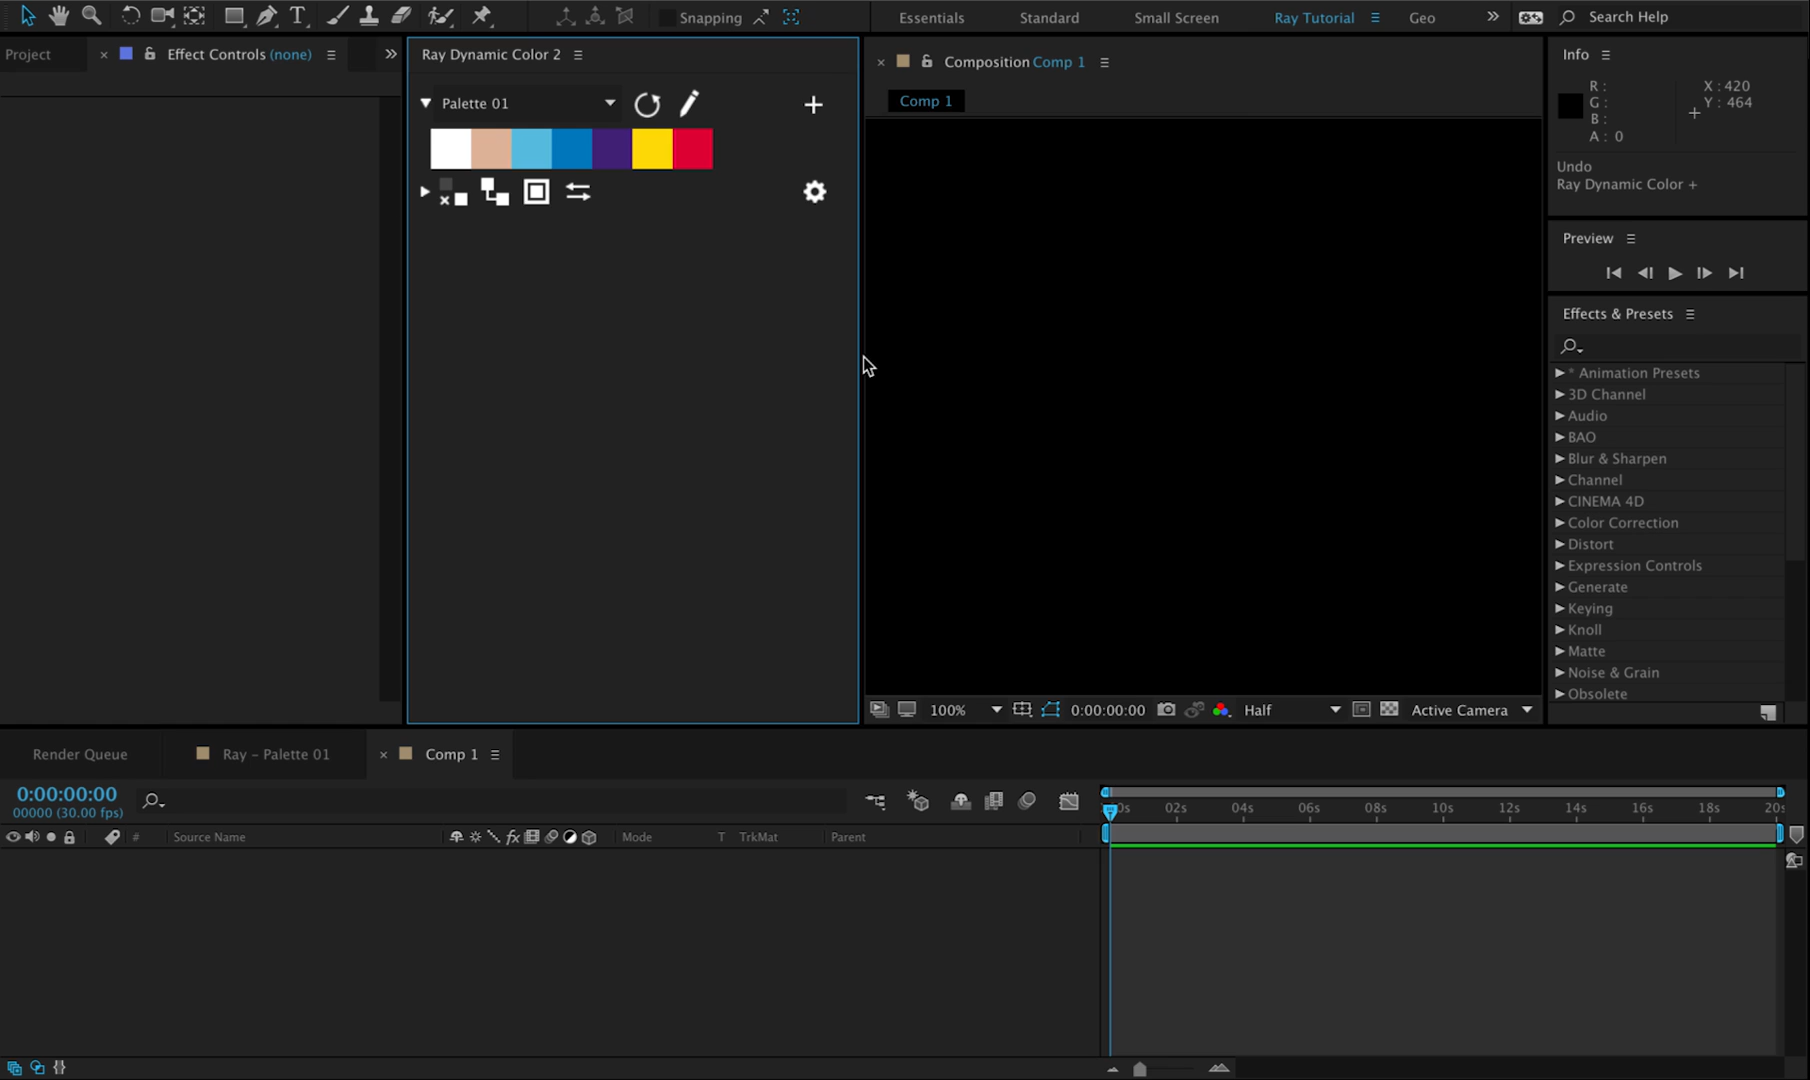 Snapping
Essentials
Standard
Small Screen
Ray Tutorial
Geo
Search Help
Project
Effect Controls (none)
Ray Dynamic Color 2
Palette 01
Composition Comp 1
Comp 1
Info
R :
G :
B :
A : 0
X : 420
Y : 464
Undo
Ray Dynamic Color +
Preview
Effects & Presets
* Animation Presets
3D Channel
Audio
BAO
Blur & Sharpen
Channel
CINEMA 4D
Color Correction
Distort
Expression Controls
Generate
Keying
Knoll
Matte
Noise & Grain
Obsolete
100%
0:00:00:00
Half
Active Camera
Render Queue
Ray – Palette 01
Comp 1
0:00:00:00
00000 (30.00 fps)
0s 02s 04s 06s 08s 10s 12s 14s 16s 18s 20s
# Source Name
fx
Mode
T TrkMat
Parent